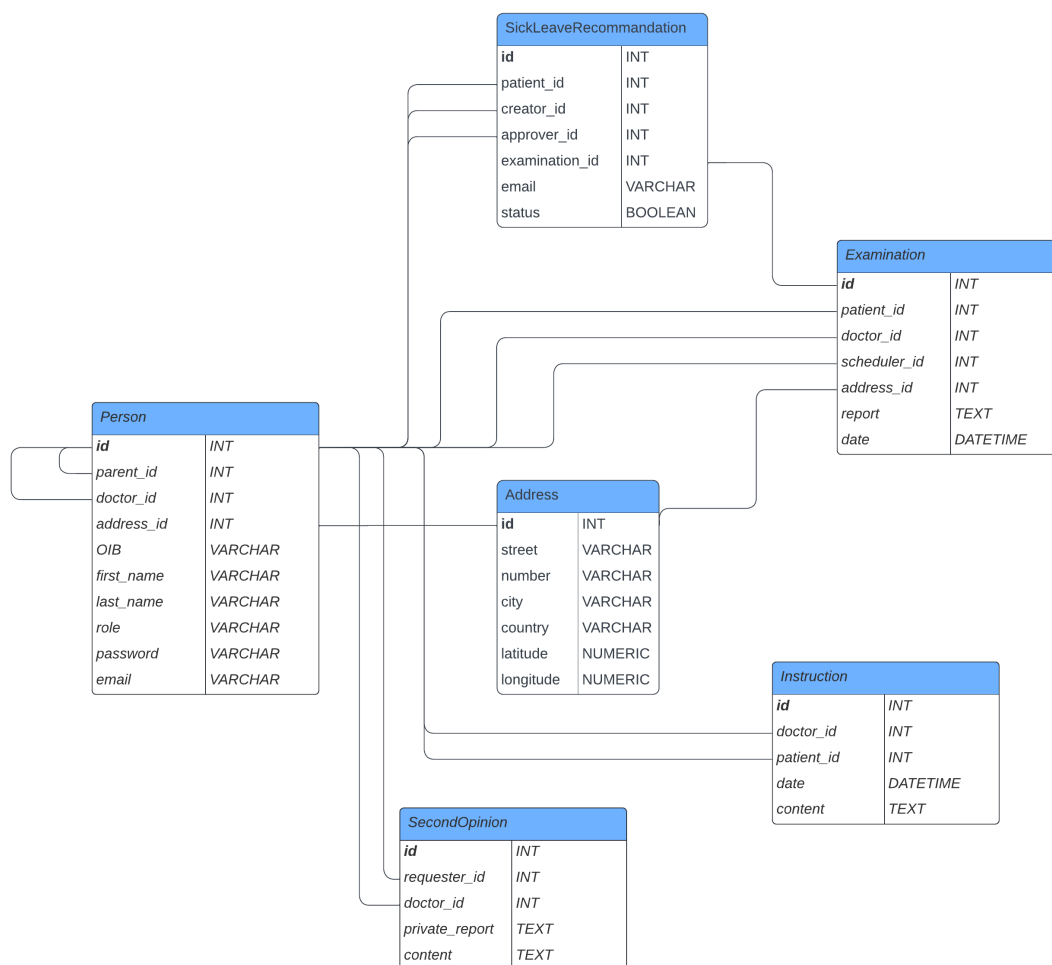 SickLeaveRecommandation
id INT
patient_id INT
creator_id INT
approver_id INT
examination_id INT
email VARCHAR
status BOOLEAN
Examination
id INT
patient_id INT
doctor_id INT
scheduler_id INT
address_id INT
report TEXT
date DATETIME
Person
id INT
parent_id INT
doctor_id INT
address_id INT
OIB VARCHAR
first_name VARCHAR
last_name VARCHAR
role VARCHAR
password VARCHAR
email VARCHAR
Address
id INT
street VARCHAR
number VARCHAR
city VARCHAR
country VARCHAR
latitude NUMERIC
longitude NUMERIC
Instruction
id INT
doctor_id INT
patient_id INT
date DATETIME
content TEXT
SecondOpinion
id INT
requester_id INT
doctor_id INT
private_report TEXT
content TEXT